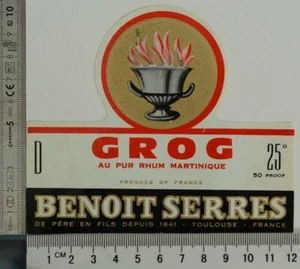 GROG
AU PUR RHUM MARTINIQUE
D
25°
50 PROOF
PRODUCE OF FRANCE
BENOIT SERRES
DE PÈRE EN FILS DEPUIS 1841 - TOULOUSE - FRANCE
1 CM 2 3 4 5 6 7 8 9 10 11 12